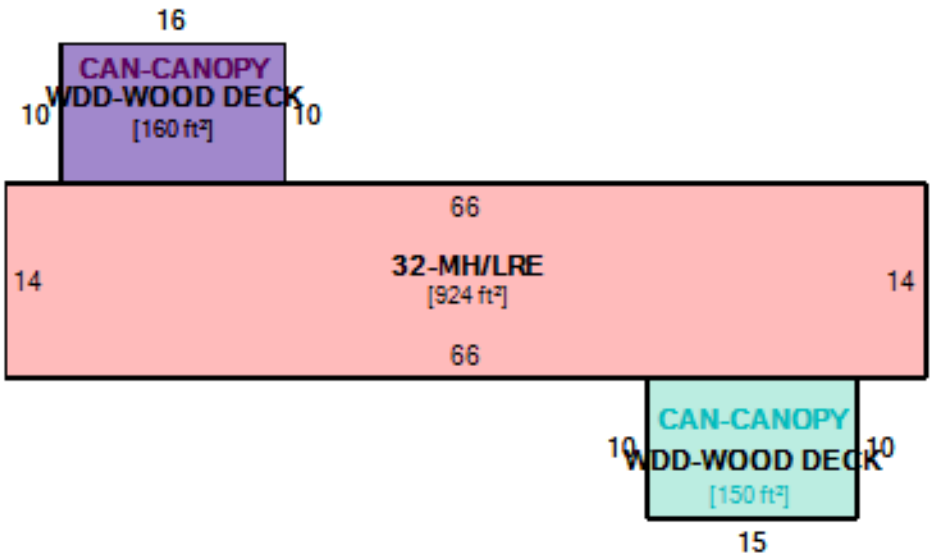 16
CAN-CANOPY
WDD-WOOD DECK
10 10
[160 ft²]
66
32-MH/LRE
14 14
[924 ft²]
66
CAN-CANOPY
10 10
WDD-WOOD DECK
[150 ft²]
15